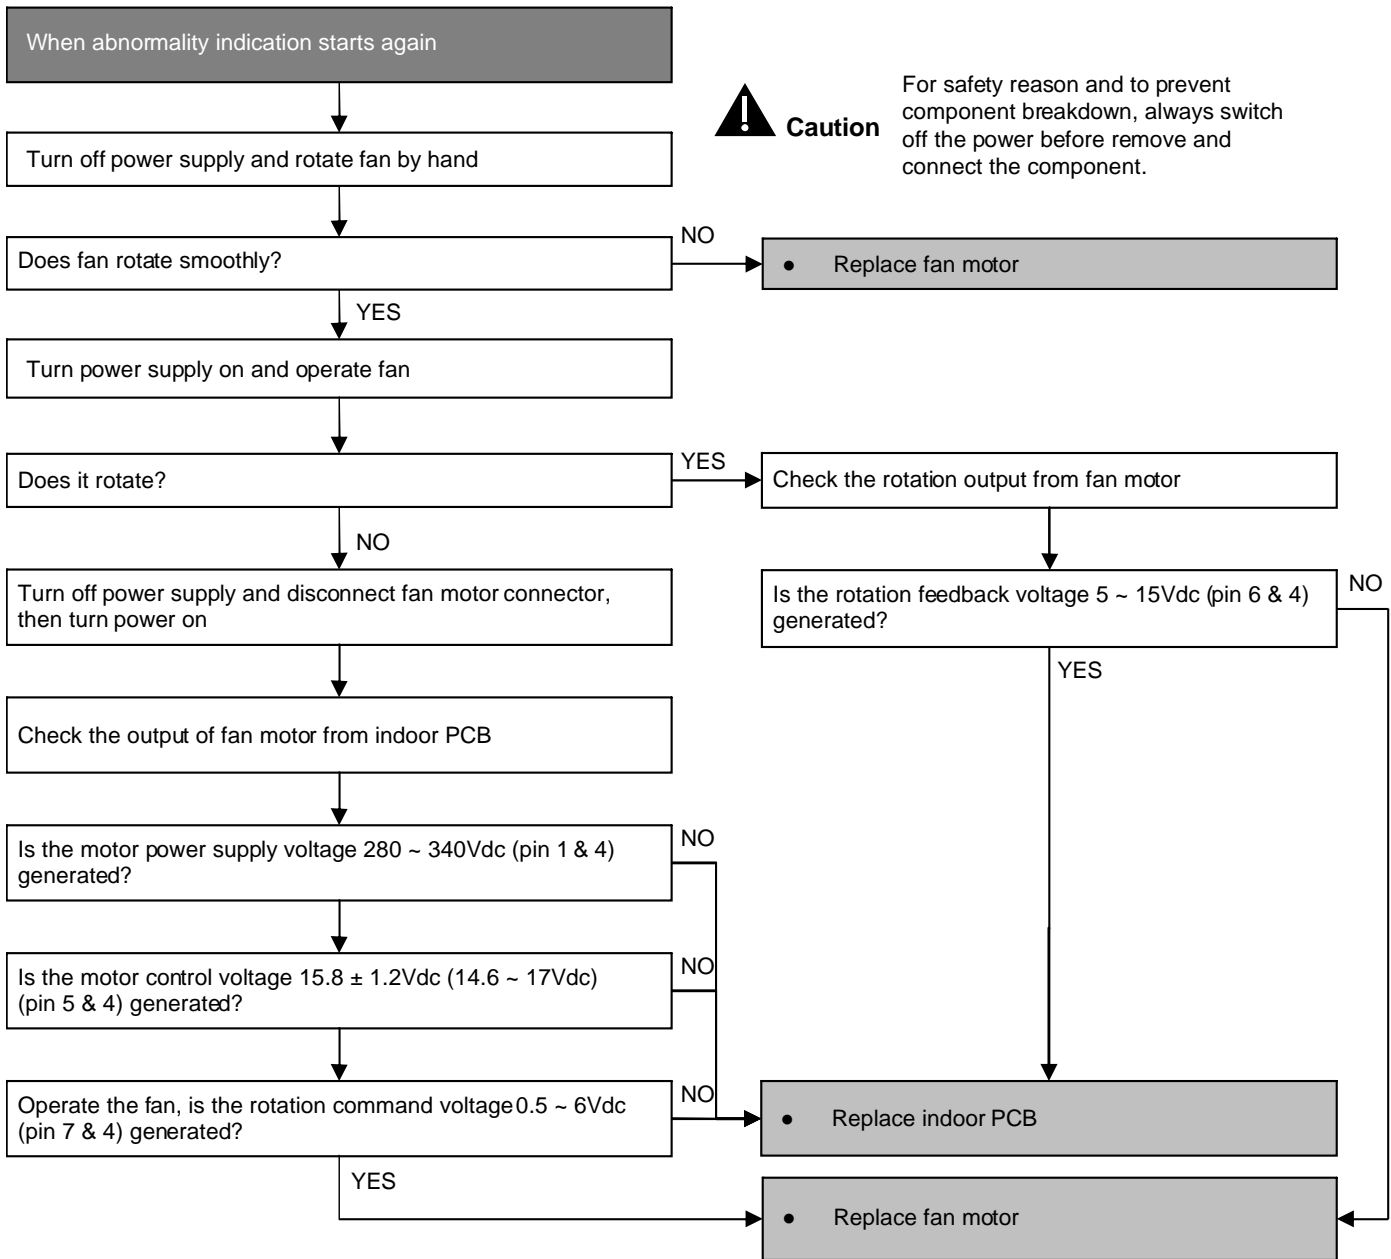 When abnormality indication starts again
Caution
For safety reason and to prevent
component breakdown, always switch
off the power before remove and
connect the component.
Turn off power supply and rotate fan by hand
Does fan rotate smoothly?
NO
● Replace fan motor
YES
Turn power supply on and operate fan
Does it rotate?
YES
Check the rotation output from fan motor
NO
Turn off power supply and disconnect fan motor connector,
then turn power on
Is the rotation feedback voltage 5 ~ 15Vdc (pin 6 & 4)
generated?
NO
YES
Check the output of fan motor from indoor PCB
Is the motor power supply voltage 280 ~ 340Vdc (pin 1 & 4)
generated?
NO
Is the motor control voltage 15.8 ± 1.2Vdc (14.6 ~ 17Vdc)
(pin 5 & 4) generated?
NO
Operate the fan, is the rotation command voltage 0.5 ~ 6Vdc
(pin 7 & 4) generated?
NO
● Replace indoor PCB
YES
● Replace fan motor